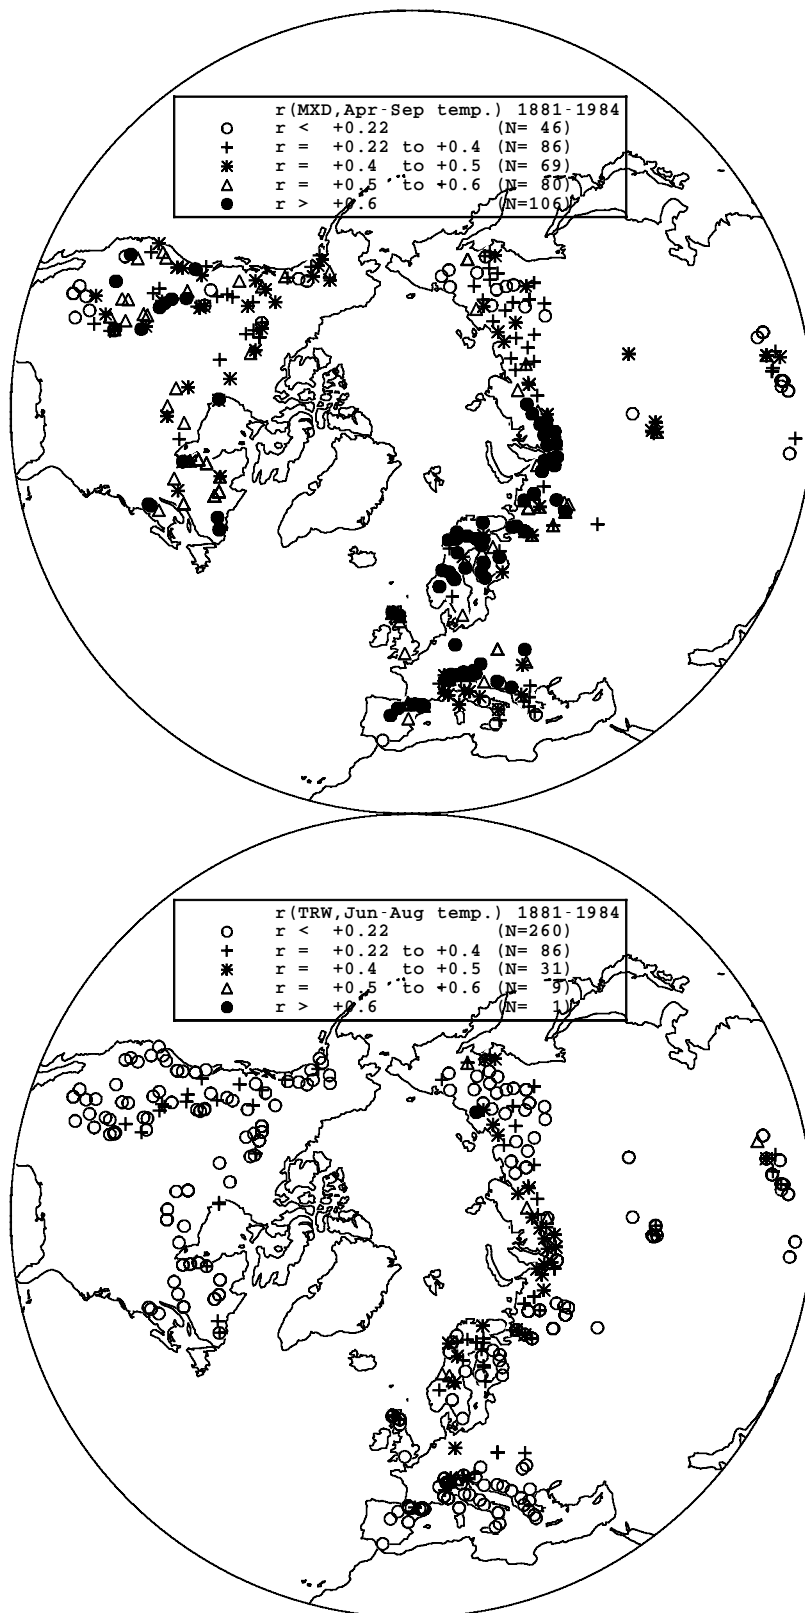 r(MXD,Apr-Sep temp.) 1881-1984
r < +0.22 (N= 46)
r = +0.22 to +0.4 (N= 86)
r = +0.4 to +0.5 (N= 69)
r = +0.5 to +0.6 (N= 80)
r > +0.6 (N=106)
r(TRW,Jun-Aug temp.) 1881-1984
r < +0.22 (N=260)
r = +0.22 to +0.4 (N= 86)
r = +0.4 to +0.5 (N= 31)
r = +0.5 to +0.6 (N= 9)
r > +0.6 (N= 1)